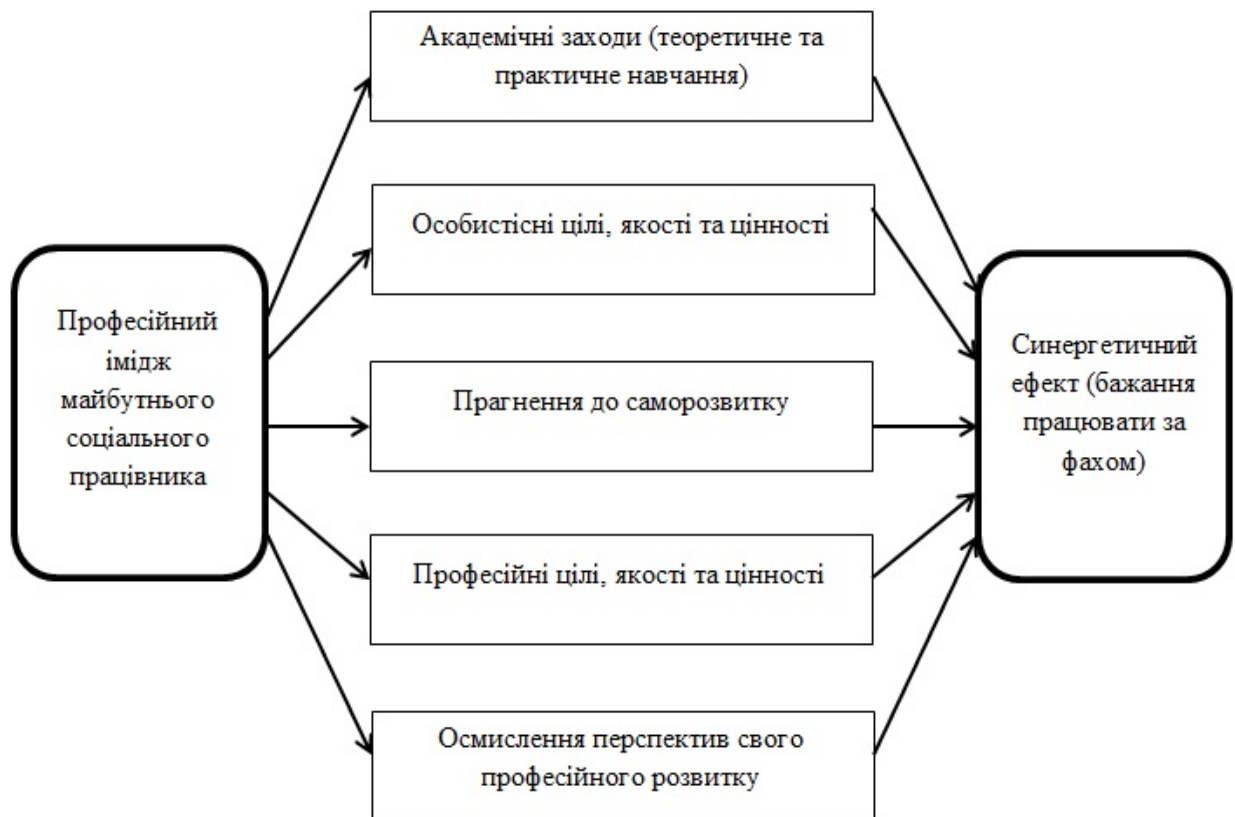 Академічні заходи (теоретичне та
практичне навчання)
Особистісні цілі, якості та цінності
Професійний
імідж
майбутнього
соціального
працівника
Прагнення до саморозвитку
Синергетичний
ефект (бажання
працювати за
фахом)
Професійні цілі, якості та цінності
Осмислення перспектив свого
професійного розвитку